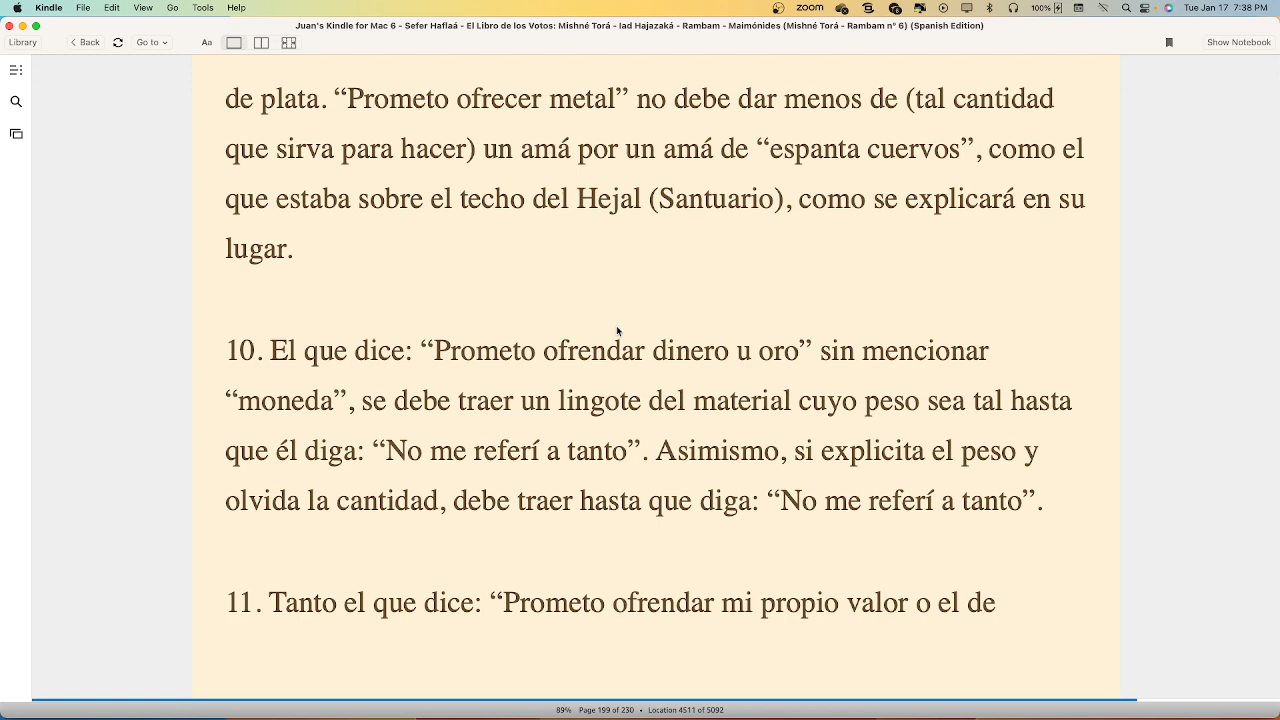 Kindle File Edit View Go Tools Help zoom 100% Tue Jan 17 7:38 PM
Juan's Kindle for Mac 6 - Sefer Haflaá - El Libro de los Votos: Mishné Torá - Iad Hajazaká - Rambam - Maimónides (Mishné Torá - Rambam nº 6) (Spanish Edition)
Library Back Go to Aa Show Notebook
de plata. “Prometo ofrecer metal” no debe dar menos de (tal cantidad
que sirva para hacer) un amá por un amá de “espanta cuervos”, como el
que estaba sobre el techo del Hejal (Santuario), como se explicará en su
lugar.
10. El que dice: “Prometo ofrendar dinero u oro” sin mencionar
“moneda”, se debe traer un lingote del material cuyo peso sea tal hasta
que él diga: “No me referí a tanto”. Asimismo, si explicita el peso y
olvida la cantidad, debe traer hasta que diga: “No me referí a tanto”.
11. Tanto el que dice: “Prometo ofrendar mi propio valor o el de
89% Page 199 of 230 • Location 4511 of 5092